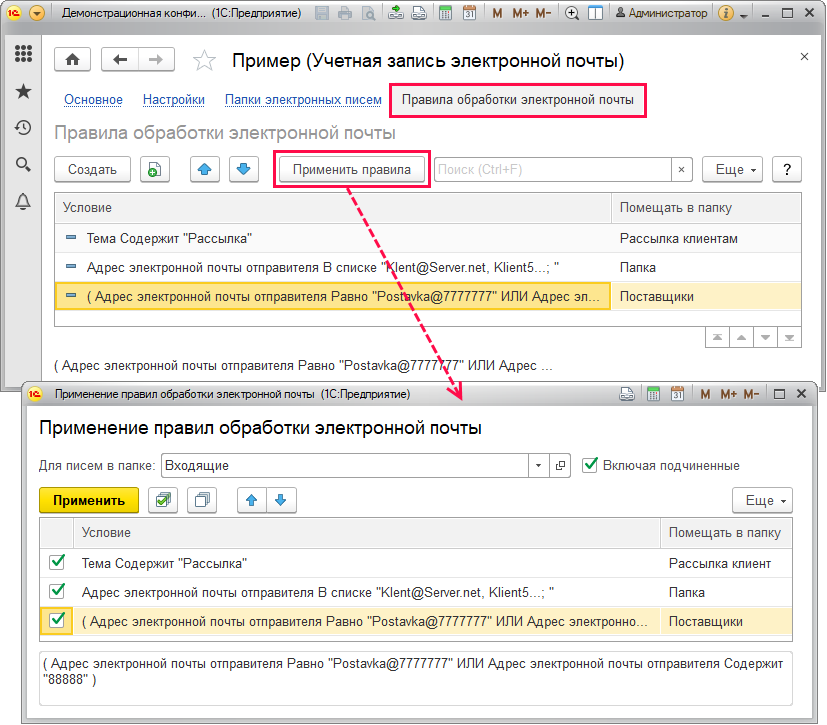 Демонстрационная конфи... (1С:Предприятие) M M+ M- Администратор
Пример (Учетная запись электронной почты)
Основное Настройки Папки электронных писем Правила обработки электронной почты
Правила обработки электронной почты
Создать Применить правила Поиск (Ctrl+F) × Еще ?
Условие Помещать в папку
Тема Содержит "Рассылка" Рассылка клиентам
Адрес электронной почты отправителя В списке "Klent@Server.net, Klient5...; " Папка
( Адрес электронной почты отправителя Равно "Postavka@7777777" ИЛИ Адрес эл... Поставщики
( Адрес электронной почты отправителя Равно "Postavka@7777777" ИЛИ Адрес ...
Применение правил обработки электронной почты (1С:Предприятие) 31 M M+ M-
Применение правил обработки электронной почты
Для писем в папке: Входящие Включая подчиненные
Применить Еще
Условие Помещать в папку
Тема Содержит "Рассылка" Рассылка клиент
Адрес электронной почты отправителя В списке "Klent@Server.net, Klient5...; " Папка
( Адрес электронной почты отправителя Равно "Postavka@7777777" ИЛИ Адрес электронно... Поставщики
( Адрес электронной почты отправителя Равно "Postavka@7777777" ИЛИ Адрес электронной почты отправителя Содержит
"88888" )